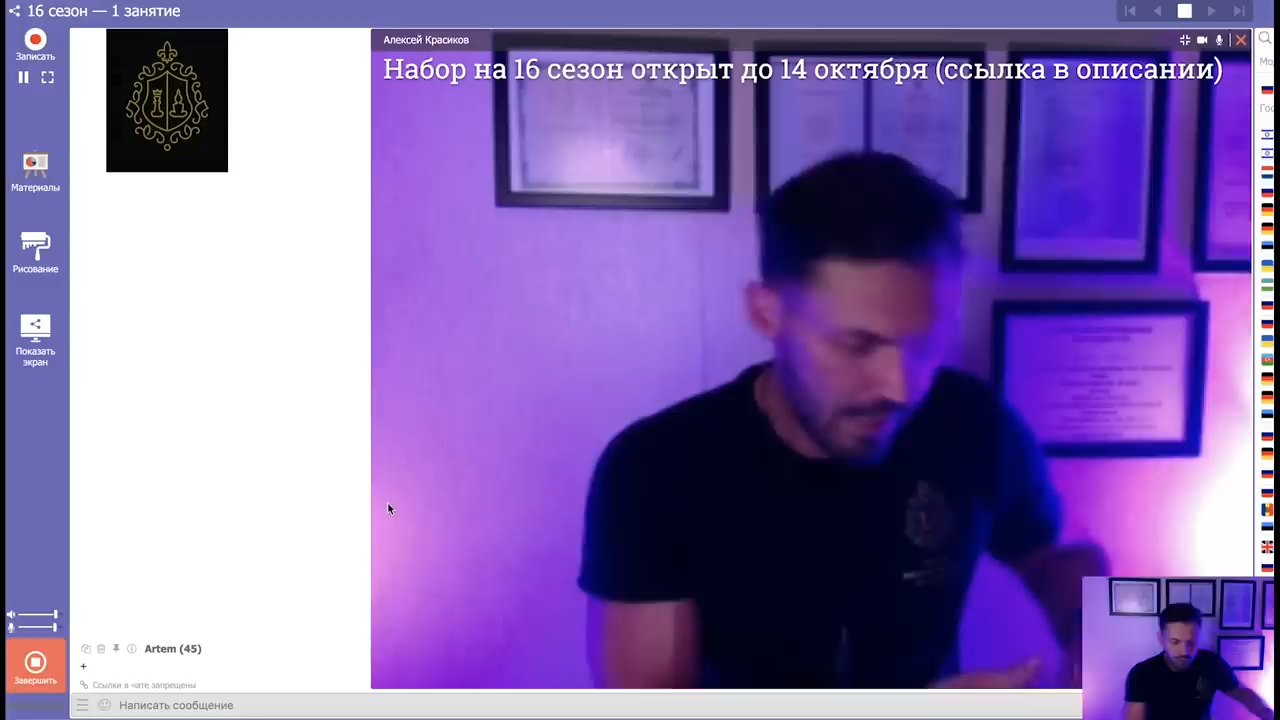 16 сезон — 1 занятие
Записать
Материалы
Рисование
Показать
экран
Завершить
Алексей Красиков
Набор на 16 сезон открыт до 14 октября (ссылка в описании)
Artem (45)
+
Ссылки в чате запрещены
Написать сообщение